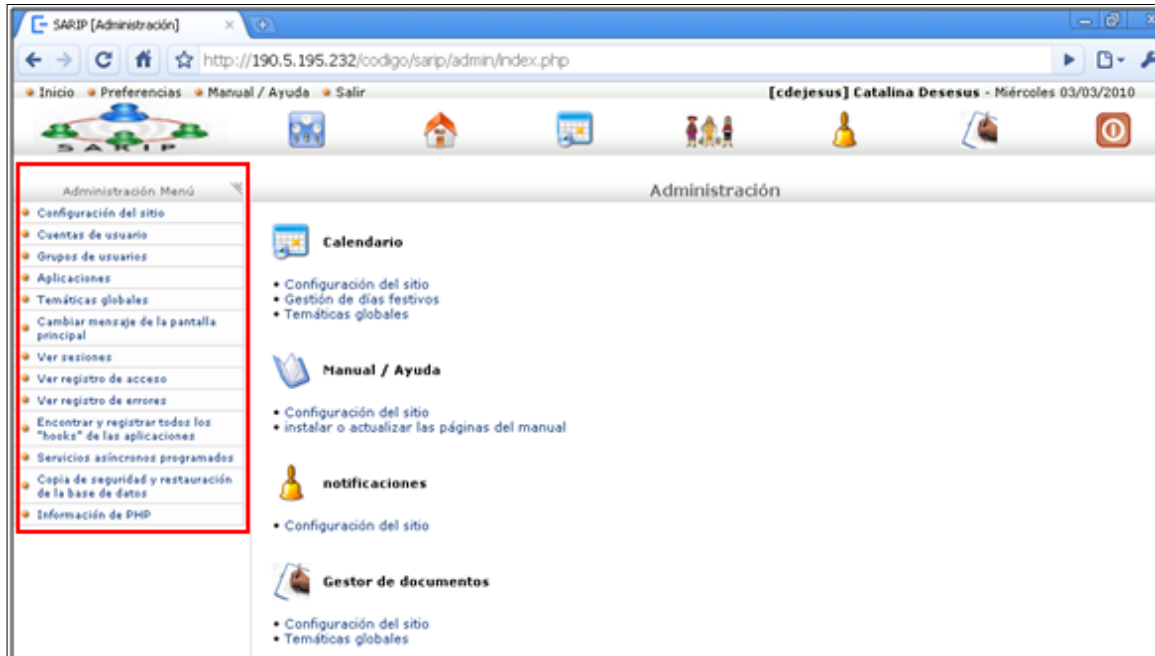 SARIP [Administración]
http://190.5.195.232/codigo/sarip/admin/index.php
Inicio Preferencias Manual / Ayuda Salir [cdejesus] Catalina Desesus - Miércoles 03/03/2010
SARIP
Administración Menú
Configuración del sitio
Cuentas de usuario
Grupos de usuarios
Aplicaciones
Temáticas globales
Cambiar mensaje de la pantalla
principal
Ver sesiones
Ver registro de acceso
Ver registro de errores
Encontrar y registrar todos los
"hooks" de las aplicaciones
Servicios asíncronos programados
Copia de seguridad y restauración
de la base de datos
Información de PHP
Administración
Calendario
• Configuración del sitio
• Gestión de días festivos
• Temáticas globales
Manual / Ayuda
• Configuración del sitio
• instalar o actualizar las páginas del manual
notificaciones
• Configuración del sitio
Gestor de documentos
• Configuración del sitio
• Temáticas globales